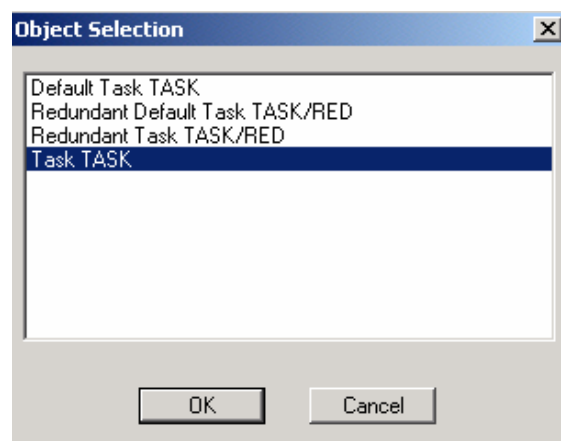 Object Selection
Default Task TASK
Redundant Default Task TASK/RED
Redundant Task TASK/RED
Task TASK
OK
Cancel